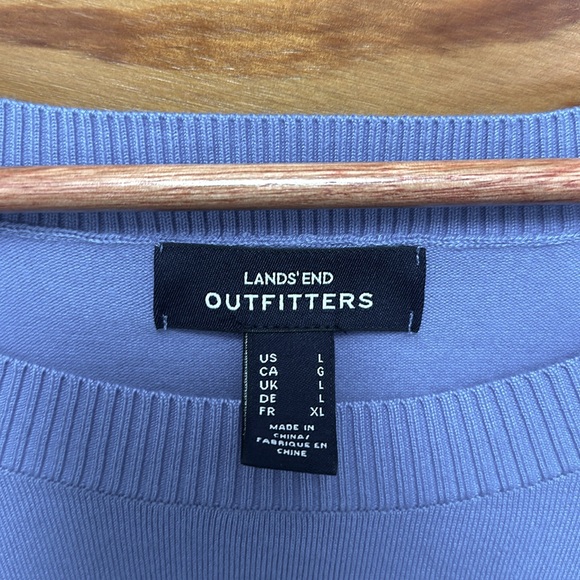 LANDS' END
OUTFITTERS
US L
CA G
UK L
DE L
FR XL
MADE IN
CHINA/
FABRIQUE EN
CHINE